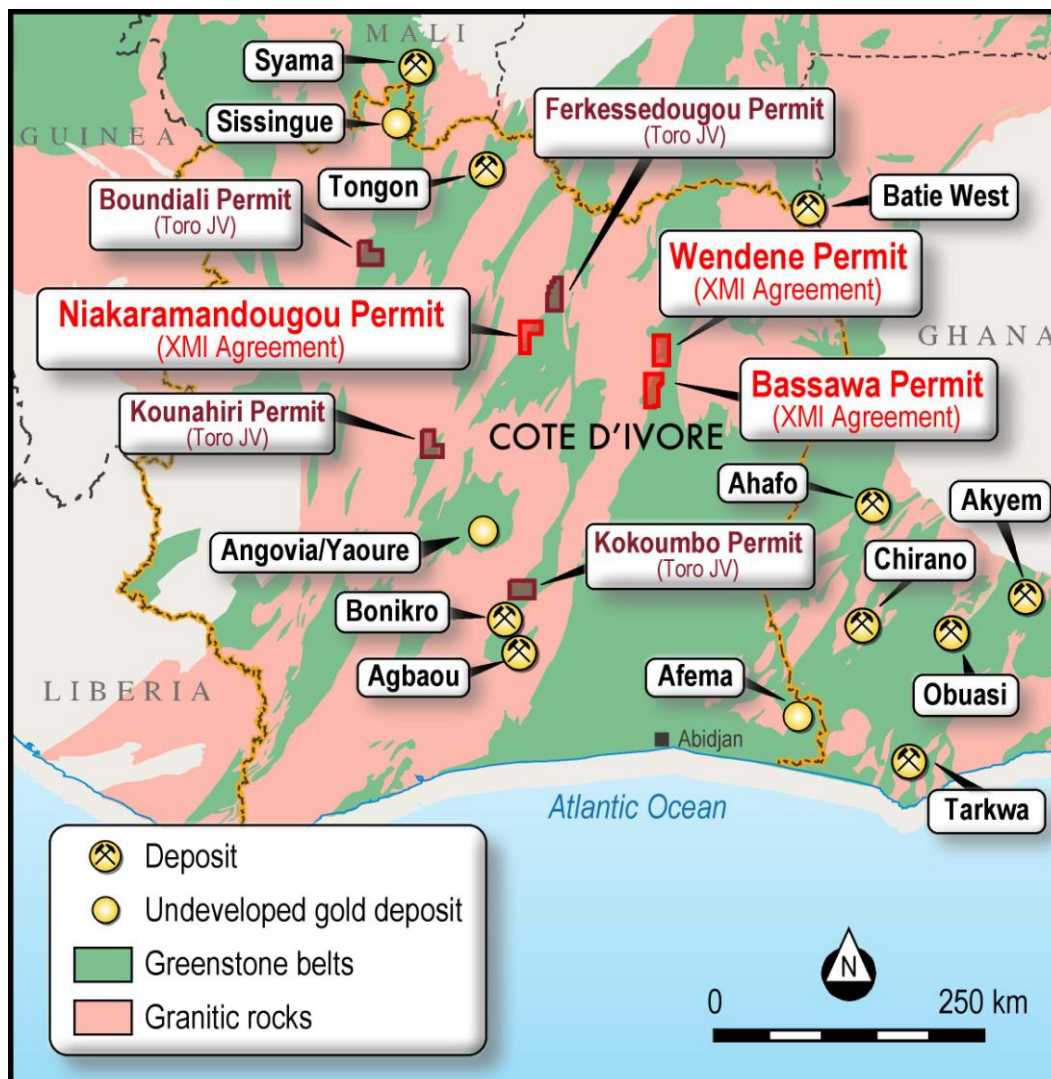 MALI
Syama
Sissingue
Ferkessedougou Permit
(Toro JV)
GUINEA
Tongon
Boundiali Permit
(Toro JV)
Batie West
Wendene Permit
(XMI Agreement)
Niakaramandougou Permit
(XMI Agreement)
GHANA
Bassawa Permit
(XMI Agreement)
Kounahiri Permit
(Toro JV)
COTE D'IVORE
Ahafo
Akyem
Angovia/Yaoure
Kokoumbo Permit
(Toro JV)
Chirano
Bonikro
Agbaou
LIBERIA
Afema
Obuasi
Abidjan
Tarkwa
Atlantic Ocean
Deposit
Undeveloped gold deposit
Greenstone belts
Granitic rocks
N
0 250 km